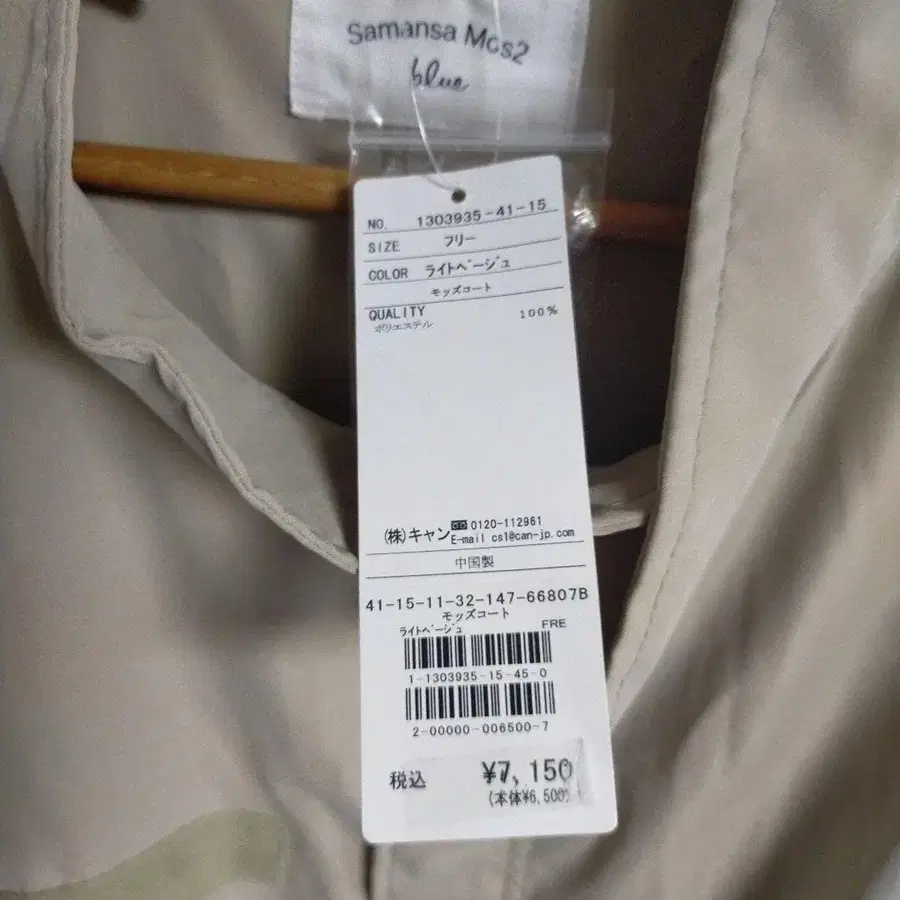 Samansa Mos2
blue
NO. 1303935-41-15
SIZE フリー
COLOR ライトベージュ
モッズコート
QUALITY
ポリエステル 100%
(株)キャン 0120-112961
E-mail cs1@can-jp.com
中国製
41-15-11-32-147-66807B
モッズコート
ライトベージュ FRE
1-1303935-15-45-0
2-00000-006500-7
税込 ¥7,150
(本体¥6,500)